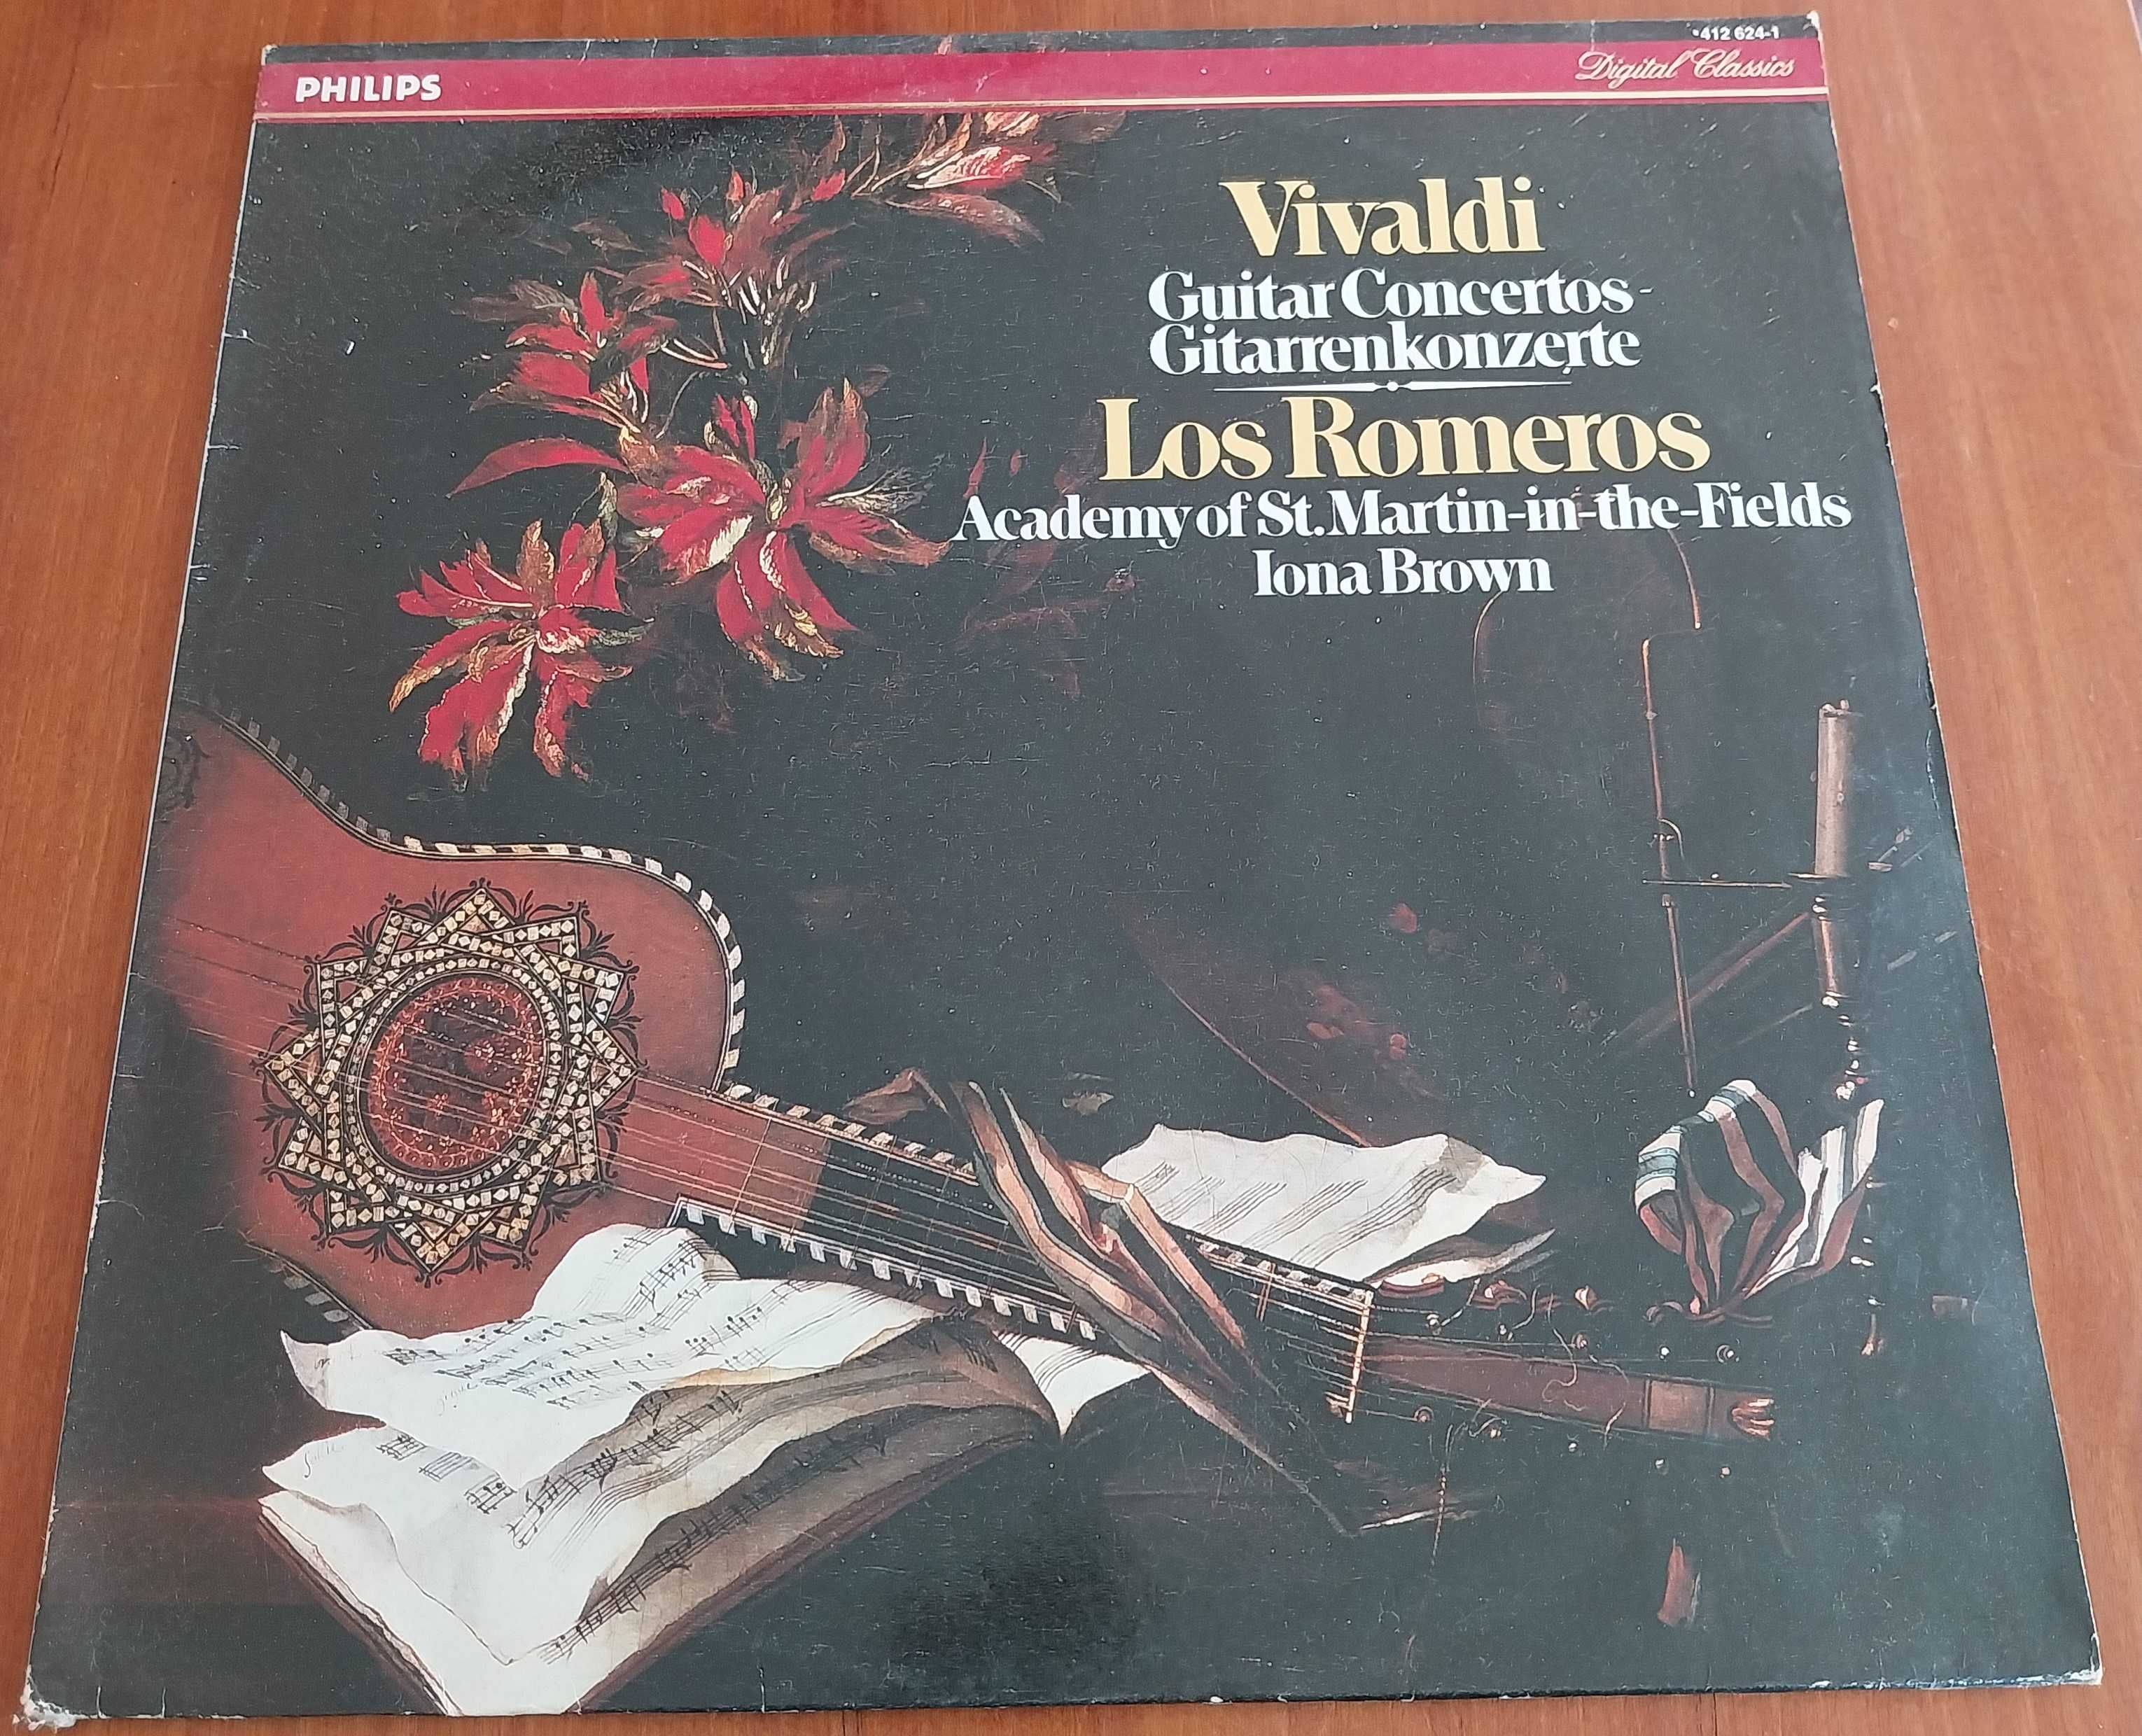 412 624-1
PHILIPS
Digital Classics
Vivaldi
Guitar Concertos-
Gitarrenkonzerte
Los Romeros
Academy of St. Martin-in-the-Fields
Iona Brown